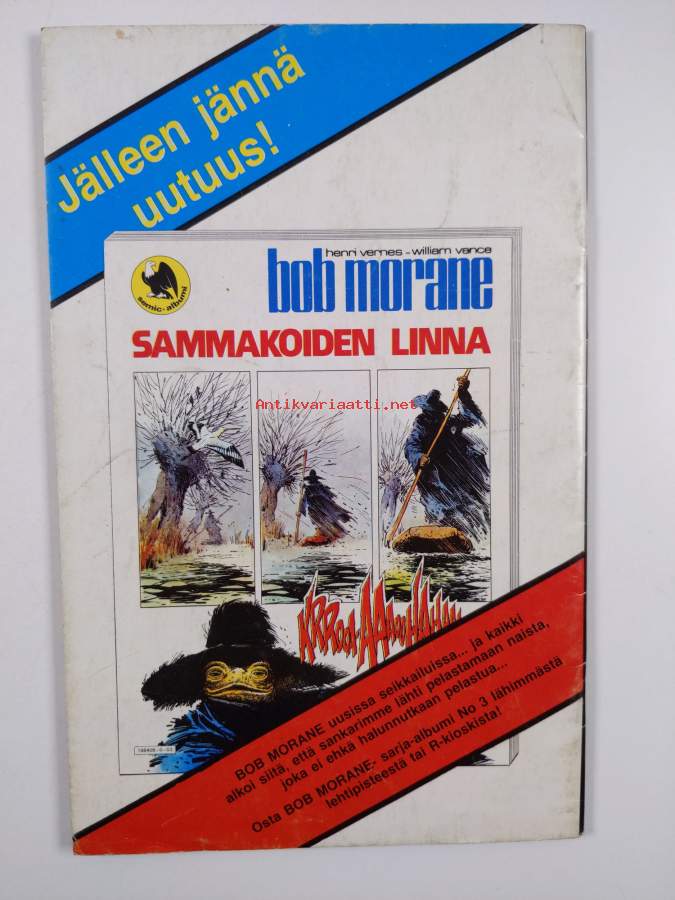 Jälleen jännä
uutuus!
henri vernes - william vance
bob morane
semic-albumi
SAMMAKOIDEN LINNA
Antikvariaatti.net
BOB MORANE uusissa seikkailuissa... ja kaikki
alkoi siitä, että sankarimme lähti pelastamaan naista,
joka ei ehkä halunnutkaan pelastua...
Osta BOB MORANE- sarja-albumi No 3 lähimmästä
lehtipisteestä tai R-kioskista!